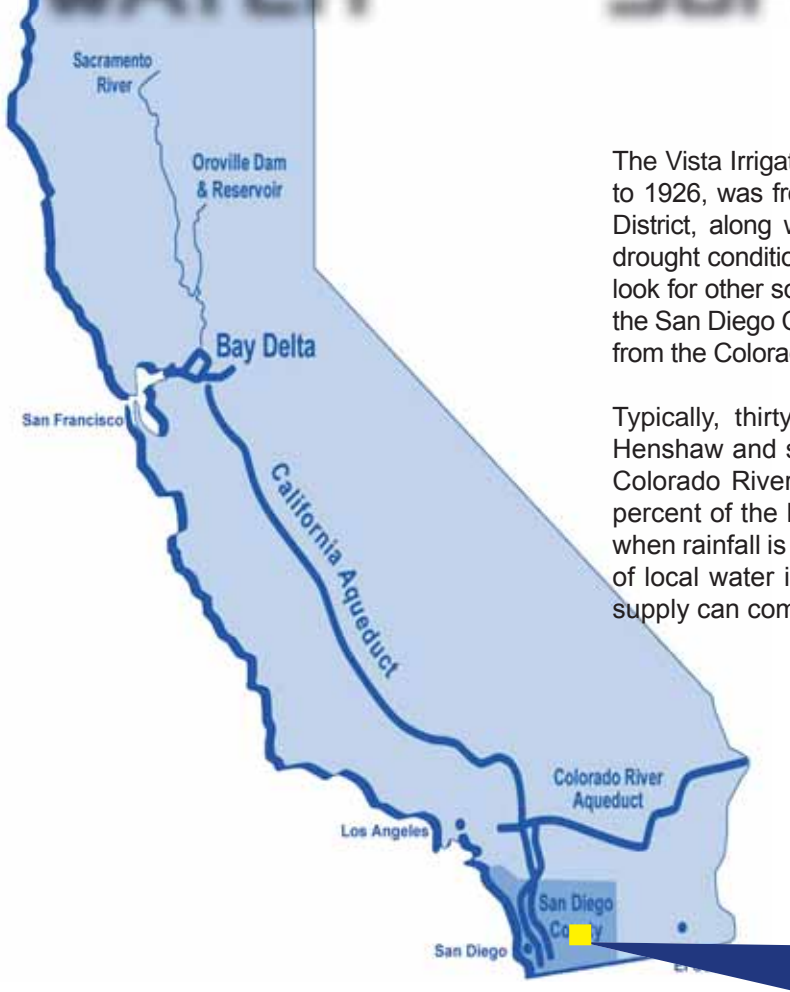 Sacramento
River
Oroville Dam
& Reservoir
Bay Delta
San Francisco
California Aqueduct
Colorado River
Aqueduct
Los Angeles
San Diego
County
San Diego
The Vista Irrigat
to 1926, was fr
District, along w
drought conditio
look for other so
the San Diego C
from the Colorad
Typically, thirty
Henshaw and s
Colorado River
percent of the l
when rainfall is
of local water i
supply can com